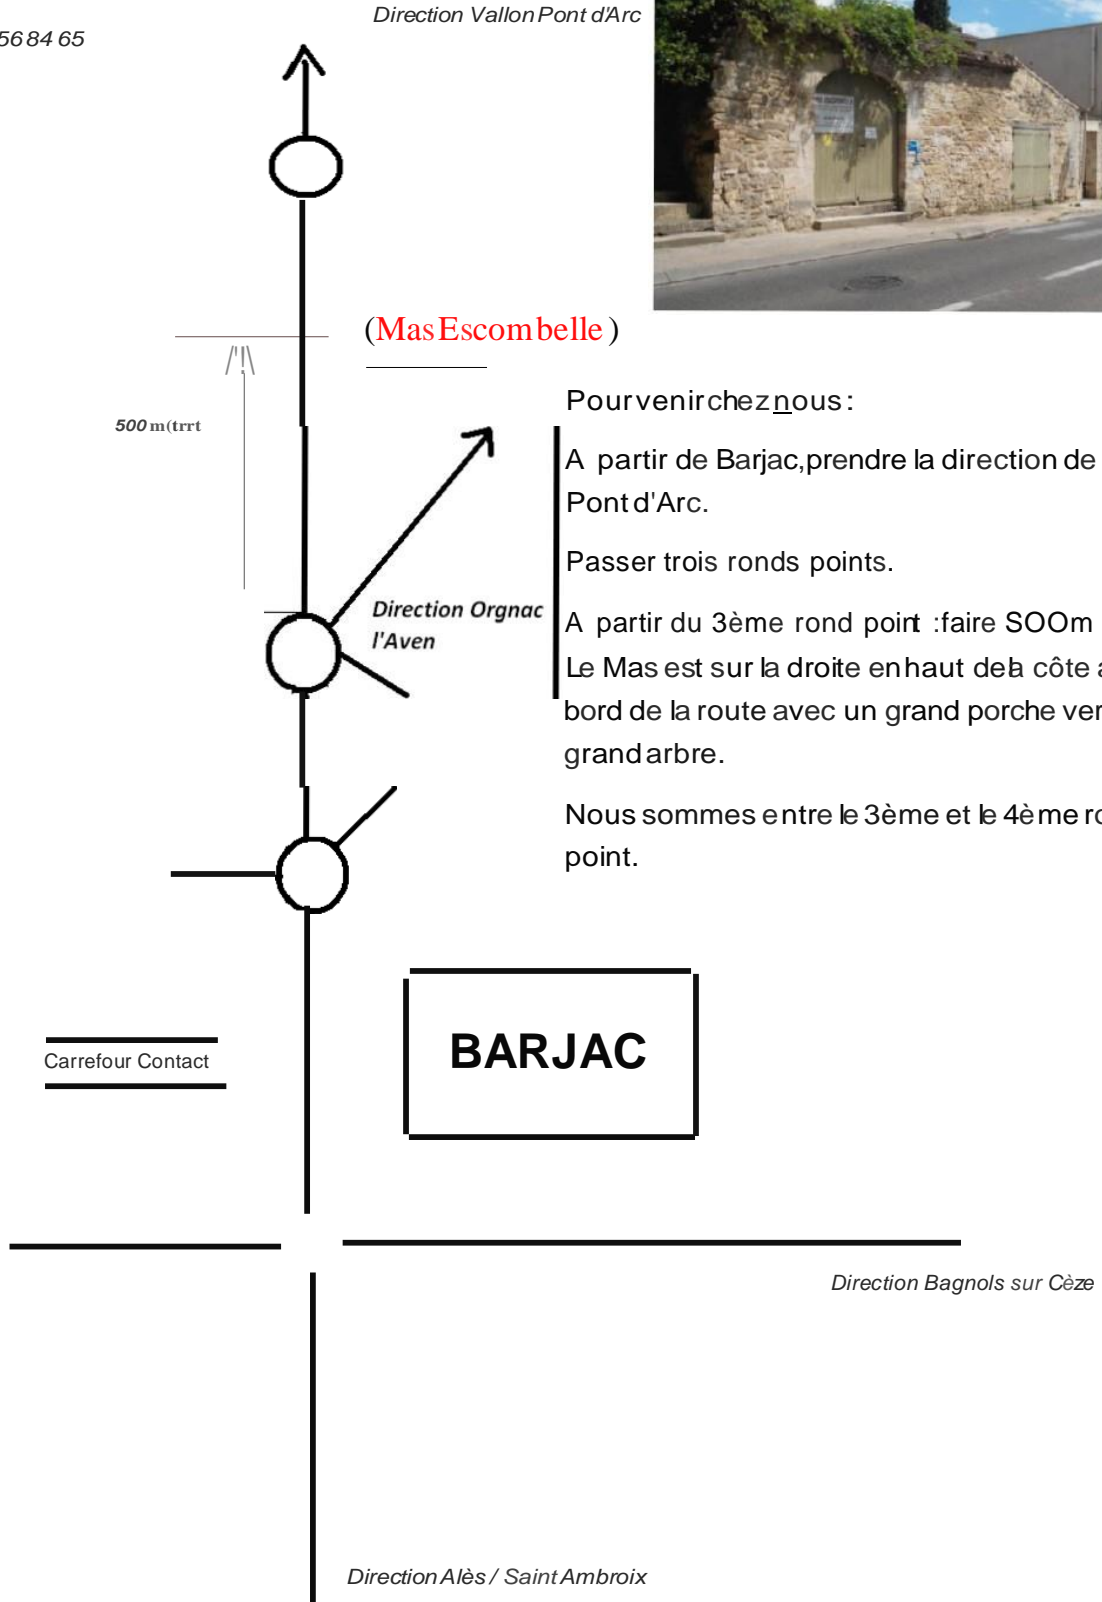 Direction Vallon Pont d'Arc
56 84 65
(Mas Escombelle )
500 m(trrt
Pour venir chez nous :
A partir de Barjac,prendre la direction de
Pont d'Arc.
Passer trois ronds points.
Direction Orgnac
l'Aven
A partir du 3ème rond point :faire SOOm
Le Mas est sur la droite en haut de la côte a
bord de la route avec un grand porche ver
grand arbre.
Nous sommes entre le 3ème et le 4ème ro
point.
BARJAC
Carrefour Contact
Direction Bagnols sur Cèze
Direction Alès / Saint Ambroix